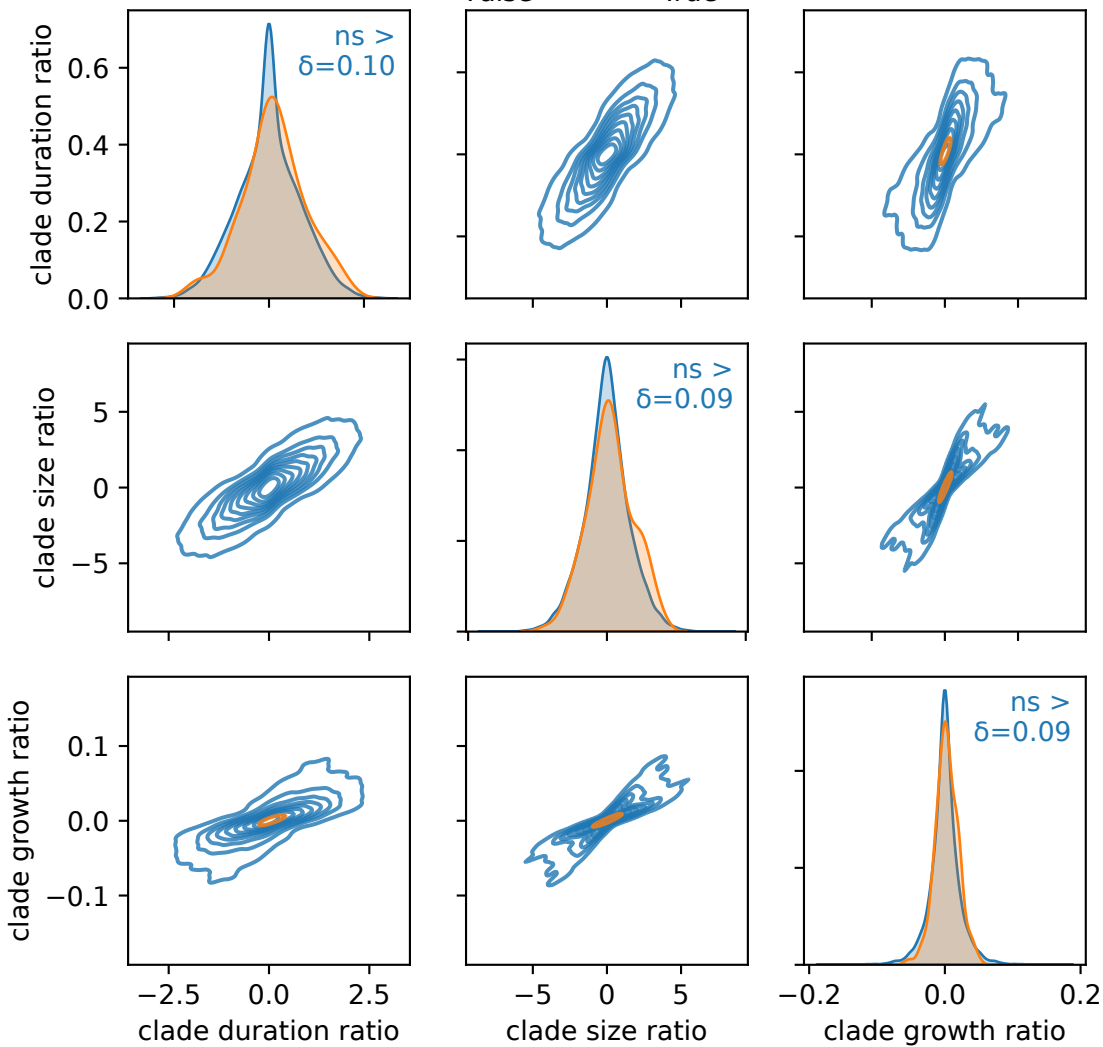 clade duration ratio
0.6
0.4
0.2
0.0
ns >
δ=0.10
clade size ratio
5
0
−5
ns >
δ=0.09
clade growth ratio
0.1
0.0
−0.1
ns >
δ=0.09
−2.5 0.0 2.5
−5 0 5
−0.2 0.0 0.2
clade duration ratio
clade size ratio
clade growth ratio